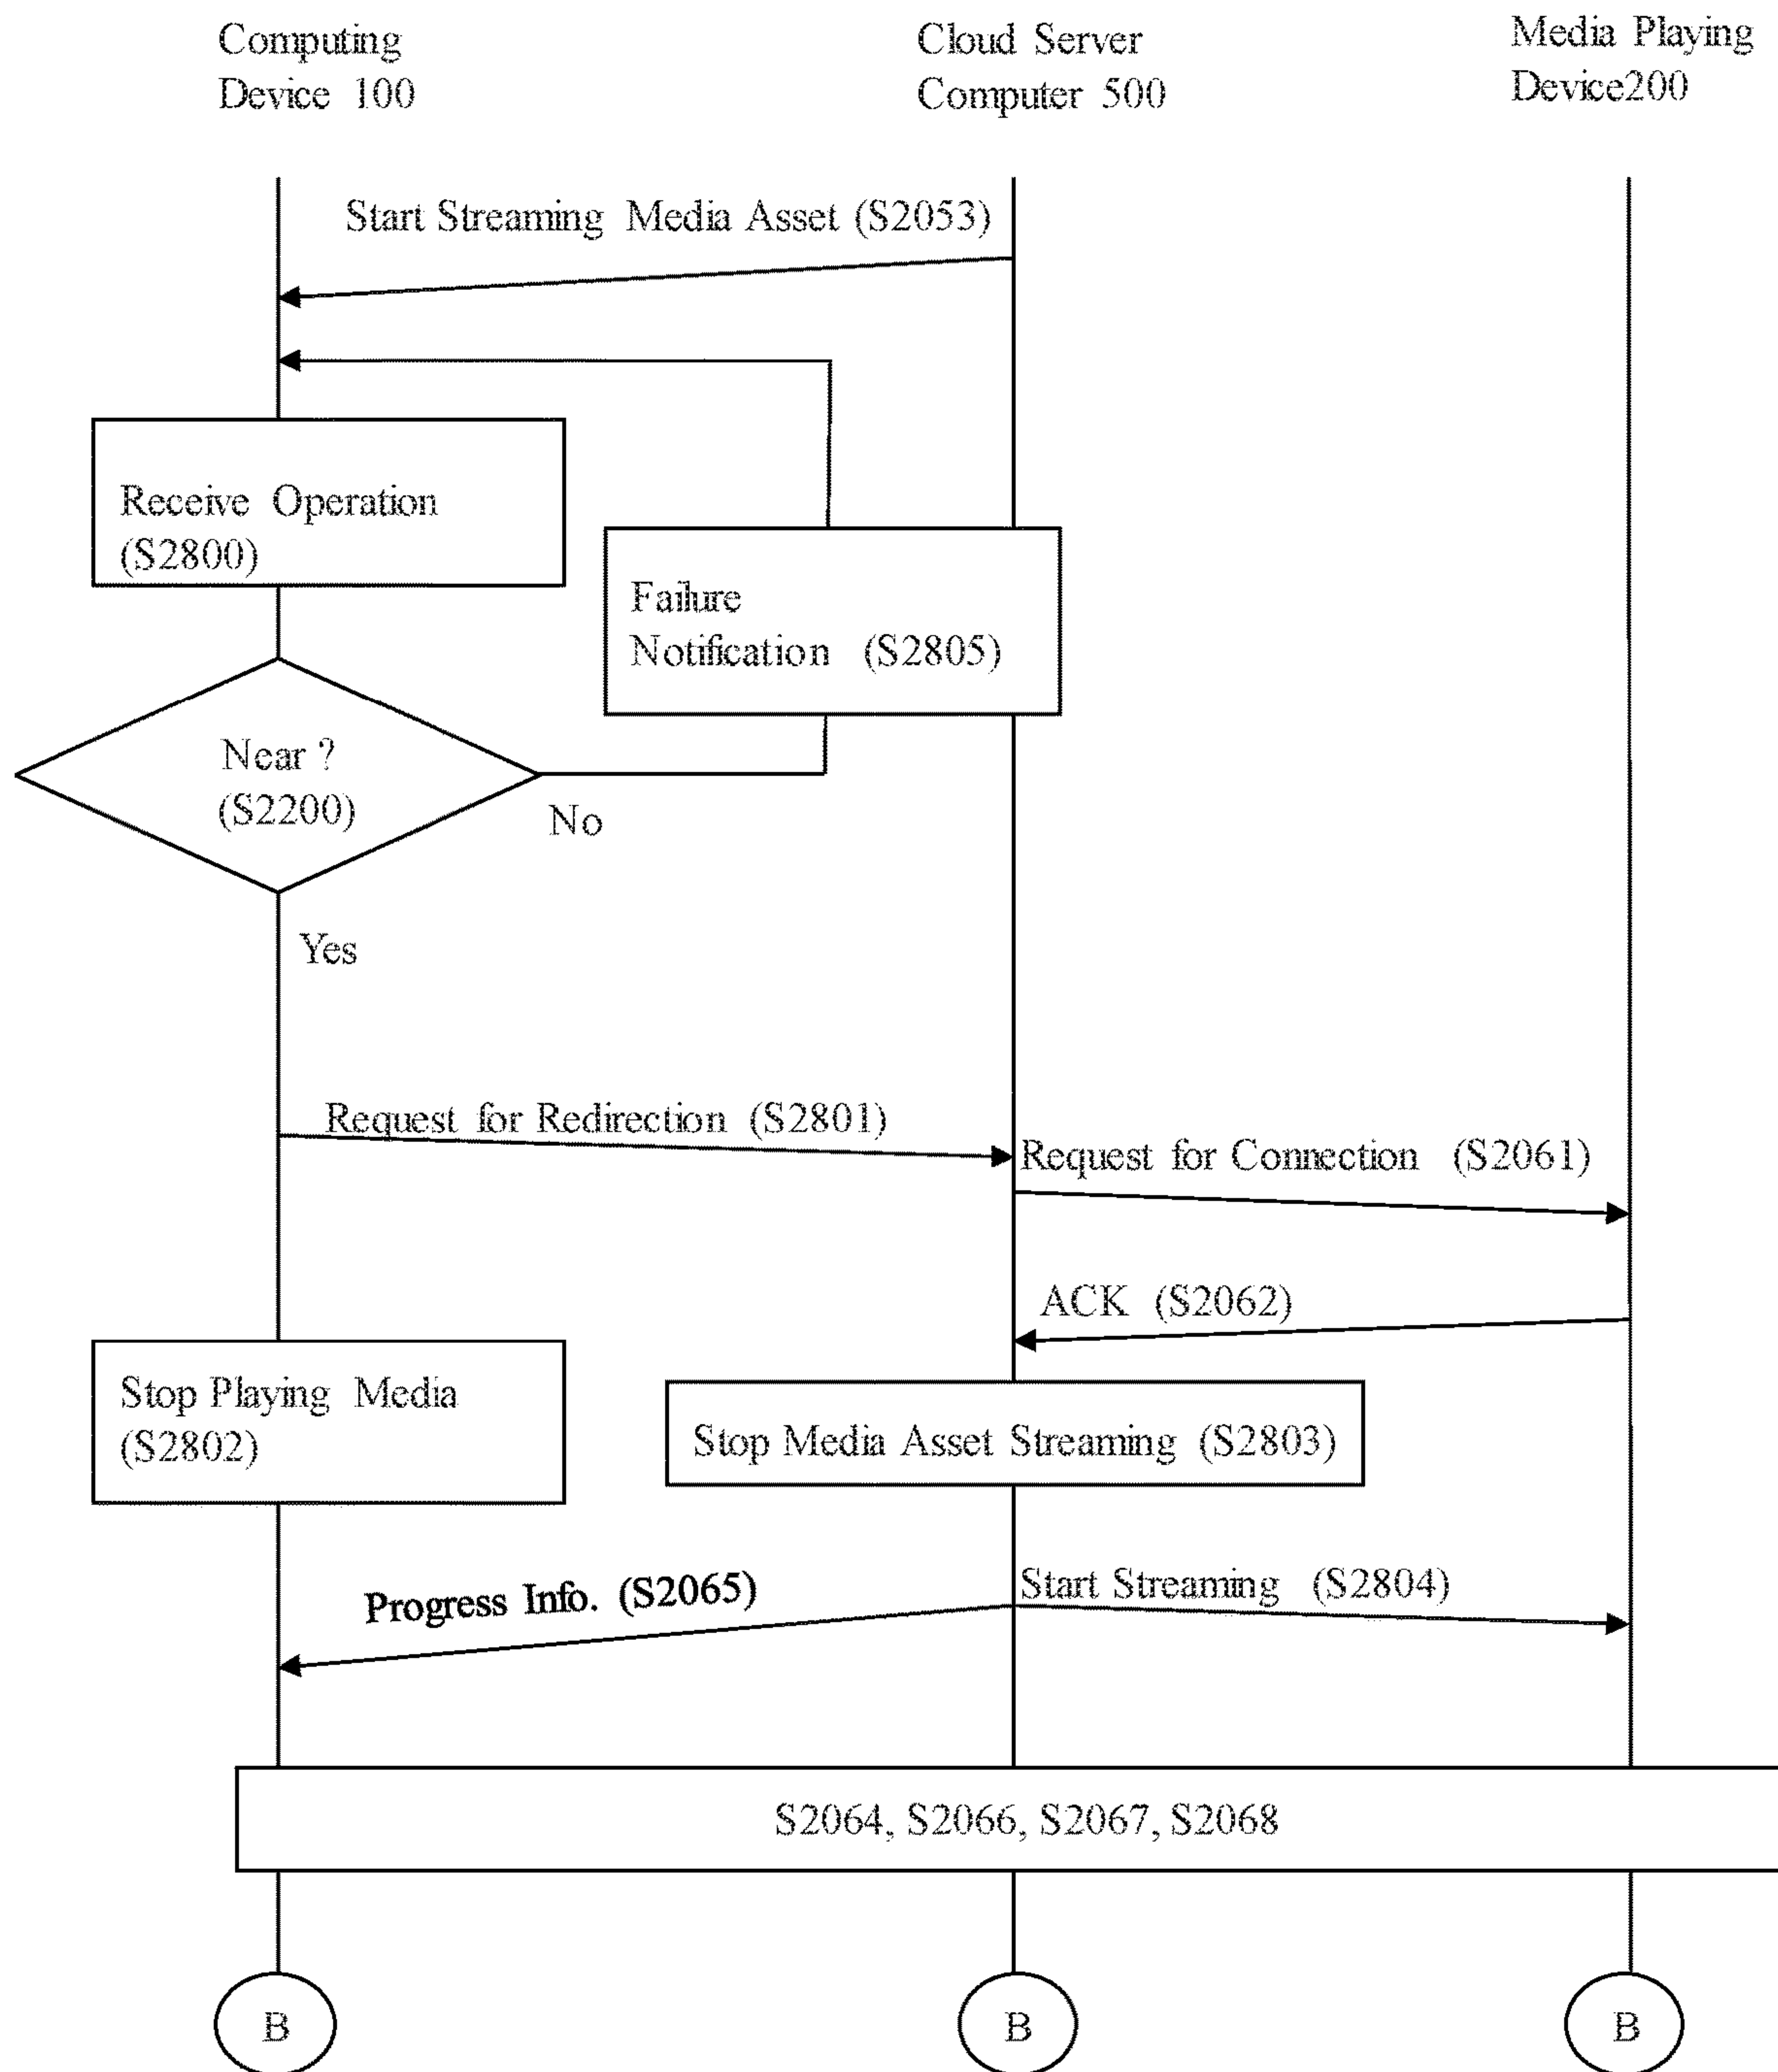 Computing
Device 100
Cloud Server
Computer 500
Media Playing
Device200
Start Streaming Media Asset (S2053)
Receive Operation
(S2800)
Failure
Notification (S2805)
Near ?
(S2200)
No
Yes
Request for Redirection (S2801)
Request for Connection (S2061)
ACK (S2062)
Stop Playing Media
(S2802)
Stop Media Asset Streaming (S2803)
Progress Info. (S2065)
Start Streaming (S2804)
S2064, S2066, S2067, S2068
B
B
B